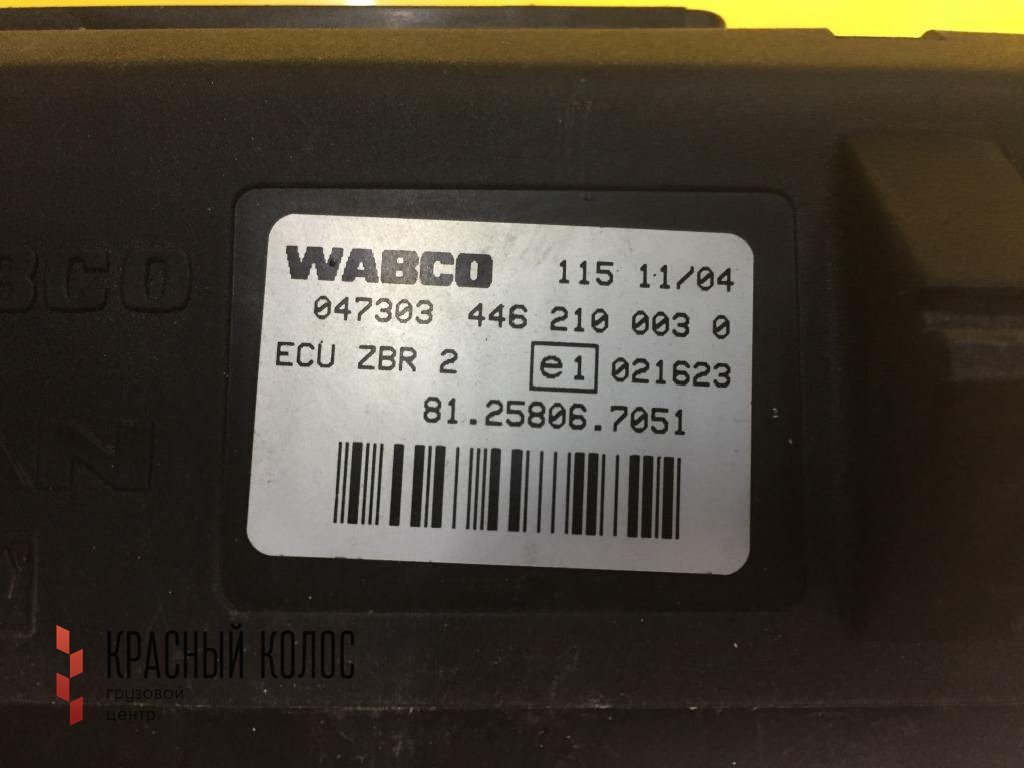 WABCO 115 11/04
047303 446 210 003 0
ECU ZBR 2 e1 021623
81.25806.7051
КРАСНЫЙ КОЛОС
грузовой
центр